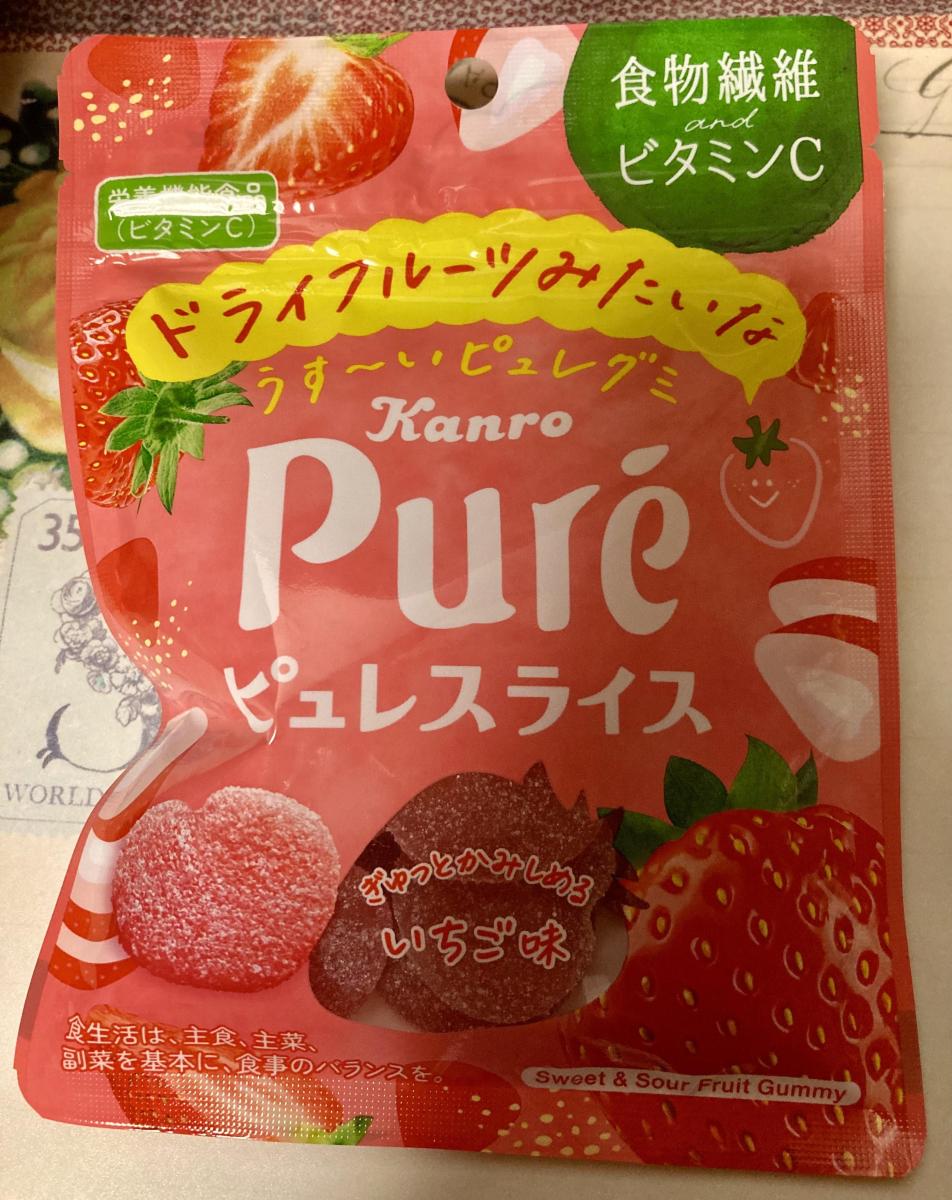 食物繊維
and
ビタミンC
栄養機能食品
(ビタミンC)
ドライフルーツみたいな
うす〜いピュレグミ
Kanro
Puré
ピュレスライス
35
WORLD
ぎゅっとかみしめる
いちご味
食生活は、主食、主菜、
副菜を基本に、食事のバランスを。
Sweet & Sour Fruit Gummy